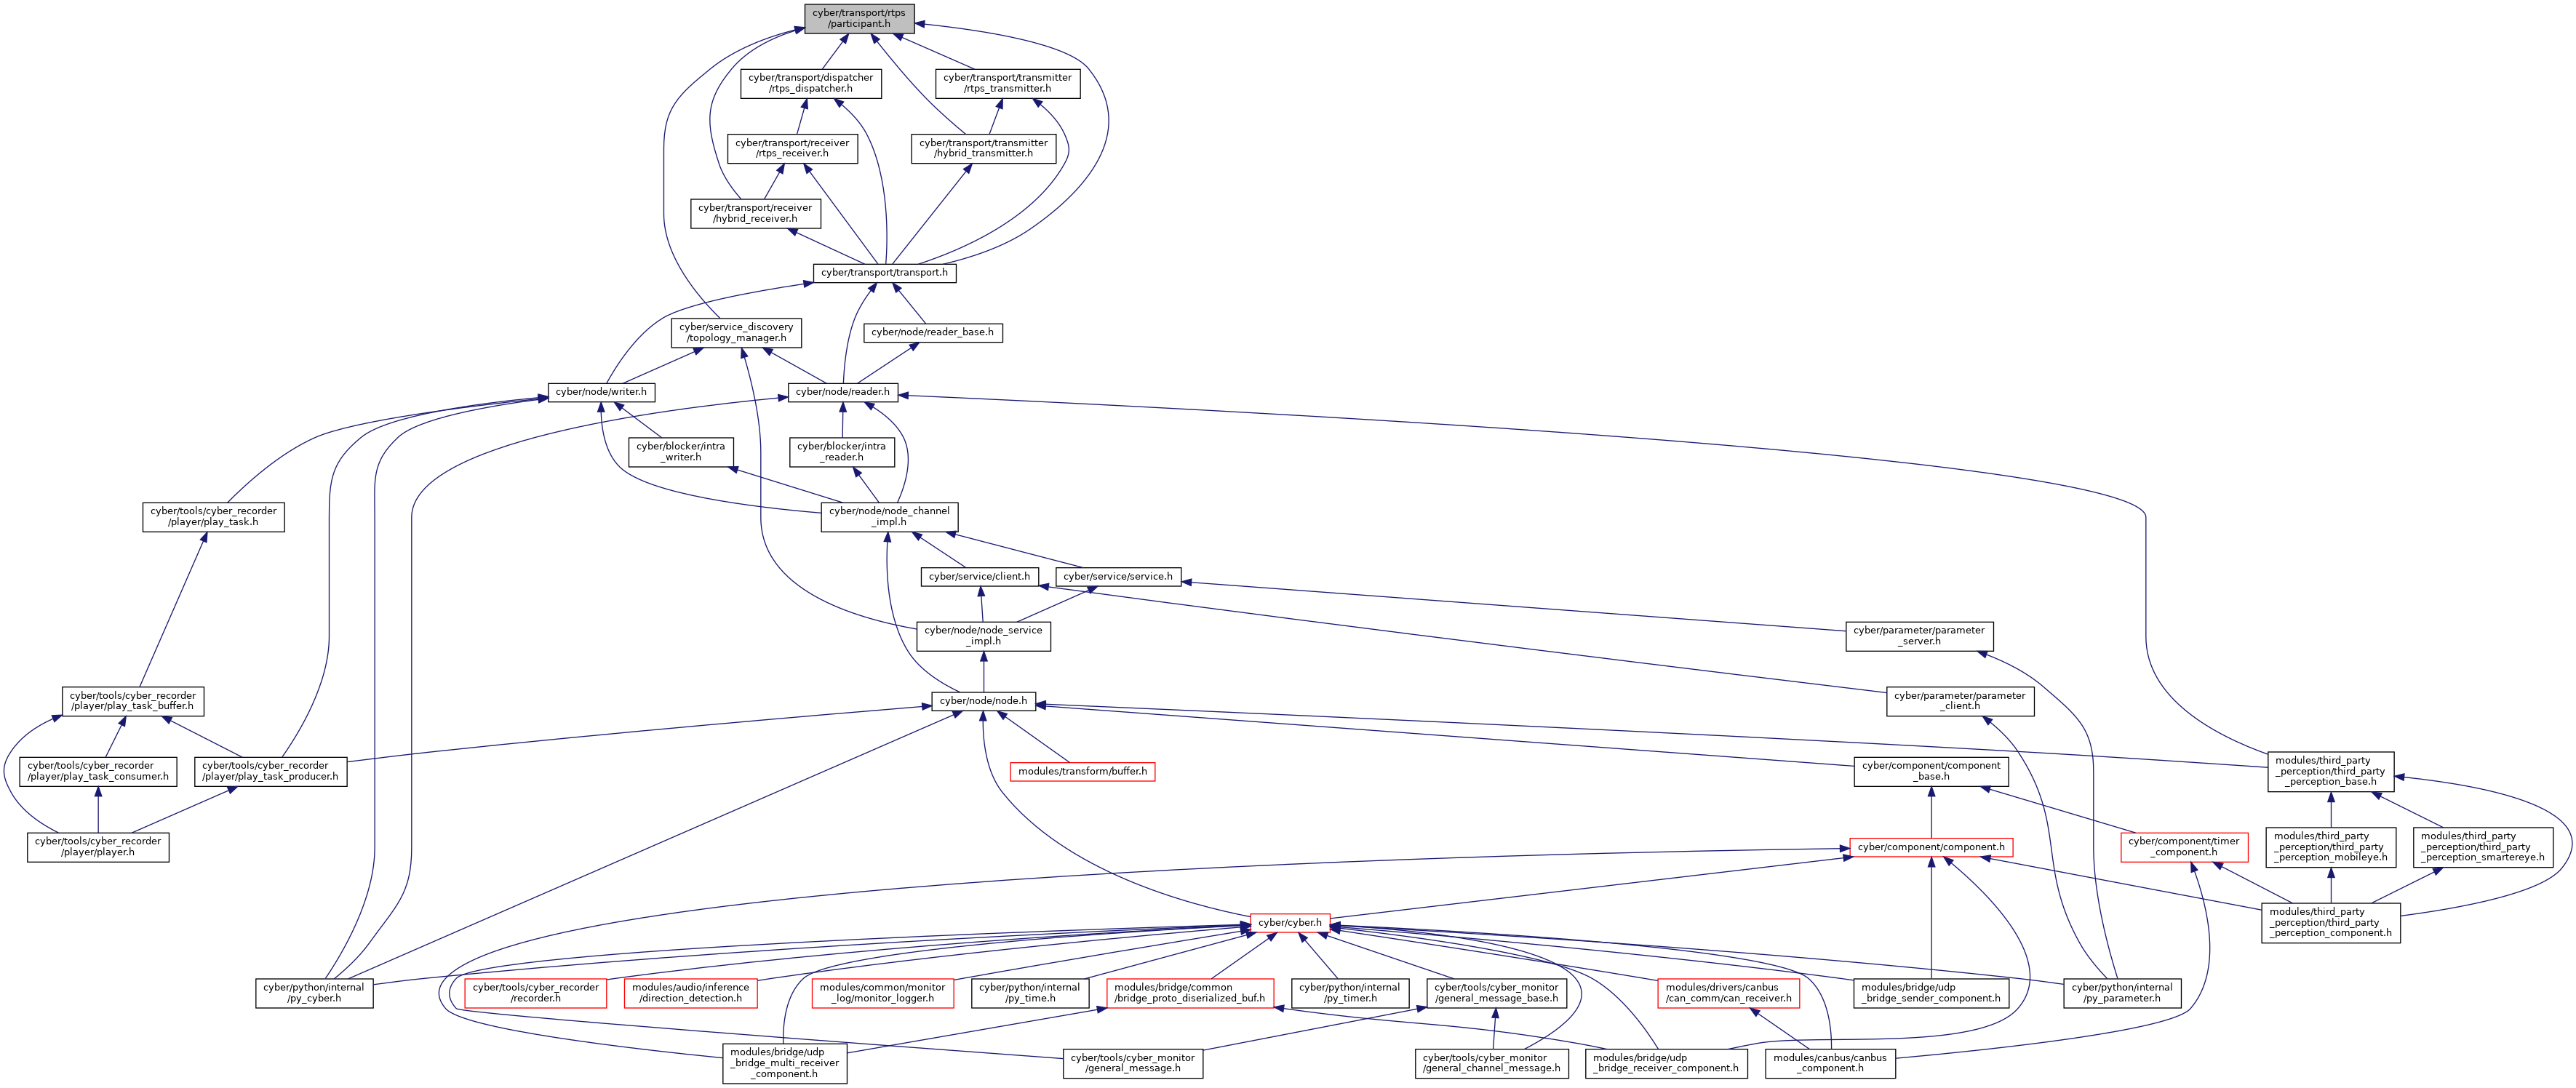 cyber/transport/rtps
/participant.h
cyber/transport/dispatcher
/rtps_dispatcher.h
cyber/transport/transmitter
/rtps_transmitter.h
cyber/transport/receiver
/rtps_receiver.h
cyber/transport/transmitter
/hybrid_transmitter.h
cyber/transport/receiver
/hybrid_receiver.h
cyber/transport/transport.h
cyber/service_discovery
/topology_manager.h
cyber/node/reader_base.h
cyber/node/writer.h
cyber/node/reader.h
cyber/blocker/intra
_writer.h
cyber/blocker/intra
_reader.h
cyber/tools/cyber_recorder
/player/play_task.h
cyber/node/node_channel
_impl.h
cyber/service/client.h
cyber/service/service.h
cyber/node/node_service
_impl.h
cyber/parameter/parameter
_server.h
cyber/tools/cyber_recorder
/player/play_task_buffer.h
cyber/node/node.h
cyber/parameter/parameter
_client.h
cyber/tools/cyber_recorder
/player/play_task_consumer.h
cyber/tools/cyber_recorder
/player/play_task_producer.h
modules/transform/buffer.h
cyber/component/component
_base.h
modules/third_party
_perception/third_party
_perception_base.h
cyber/tools/cyber_recorder
/player/player.h
cyber/component/component.h
cyber/component/timer
_component.h
modules/third_party
_perception/third_party
_perception_mobileye.h
modules/third_party
_perception/third_party
_perception_smartereye.h
cyber/cyber.h
modules/third_party
_perception/third_party
_perception_component.h
cyber/python/internal
/py_cyber.h
cyber/tools/cyber_recorder
/recorder.h
modules/audio/inference
/direction_detection.h
modules/common/monitor
_log/monitor_logger.h
cyber/python/internal
/py_time.h
modules/bridge/common
/bridge_proto_diserialized_buf.h
cyber/python/internal
/py_timer.h
cyber/tools/cyber_monitor
/general_message_base.h
modules/drivers/canbus
/can_comm/can_receiver.h
modules/bridge/udp
_bridge_sender_component.h
cyber/python/internal
/py_parameter.h
modules/bridge/udp
_bridge_multi_receiver
_component.h
cyber/tools/cyber_monitor
/general_message.h
cyber/tools/cyber_monitor
/general_channel_message.h
modules/bridge/udp
_bridge_receiver_component.h
modules/canbus/canbus
_component.h